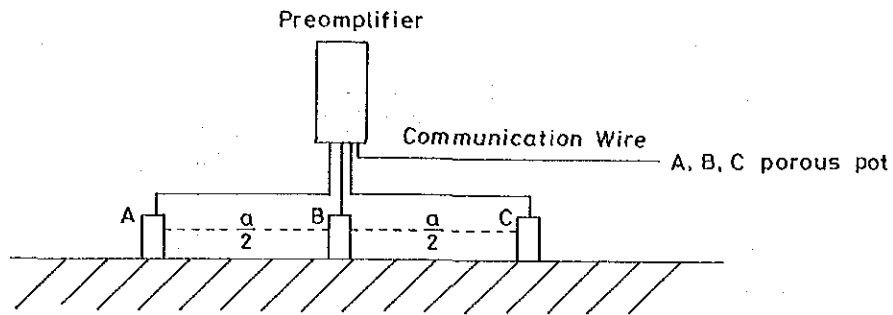 Preomplifier
Communication Wire
A, B, C porous pot
A a/2 B a/2 C